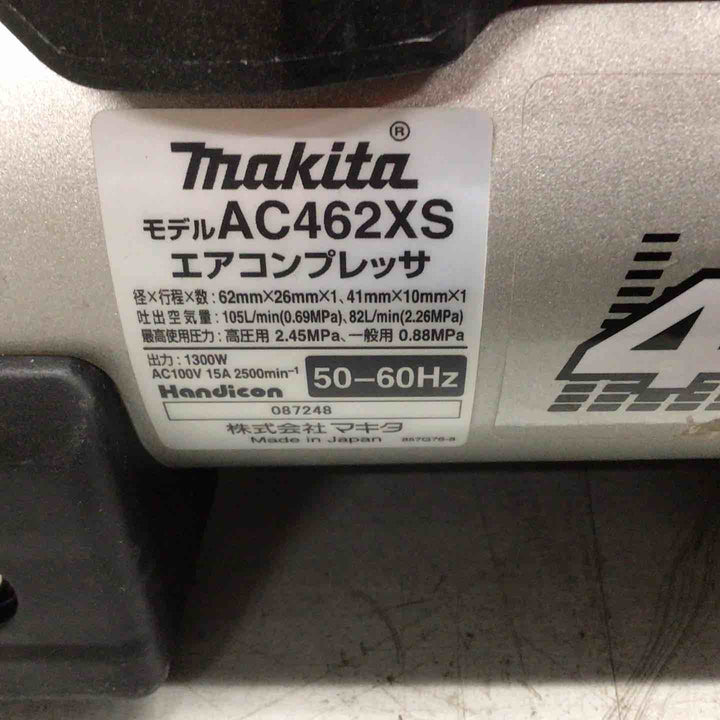 makita®
モデルAC462XS
エアコンプレッサ
径×行程×数:62mm×26mm×1、41mm×10mm×1
吐出空気量:105L/min(0.69MPa)、82L/min(2.26MPa)
最高使用圧力:高圧用 2.45MPa、一般用 0.88MPa
出力:1300W
AC100V 15A 2500min⁻¹
50–60Hz
Handicon
087248
株式会社 マキタ
Made in Japan
4